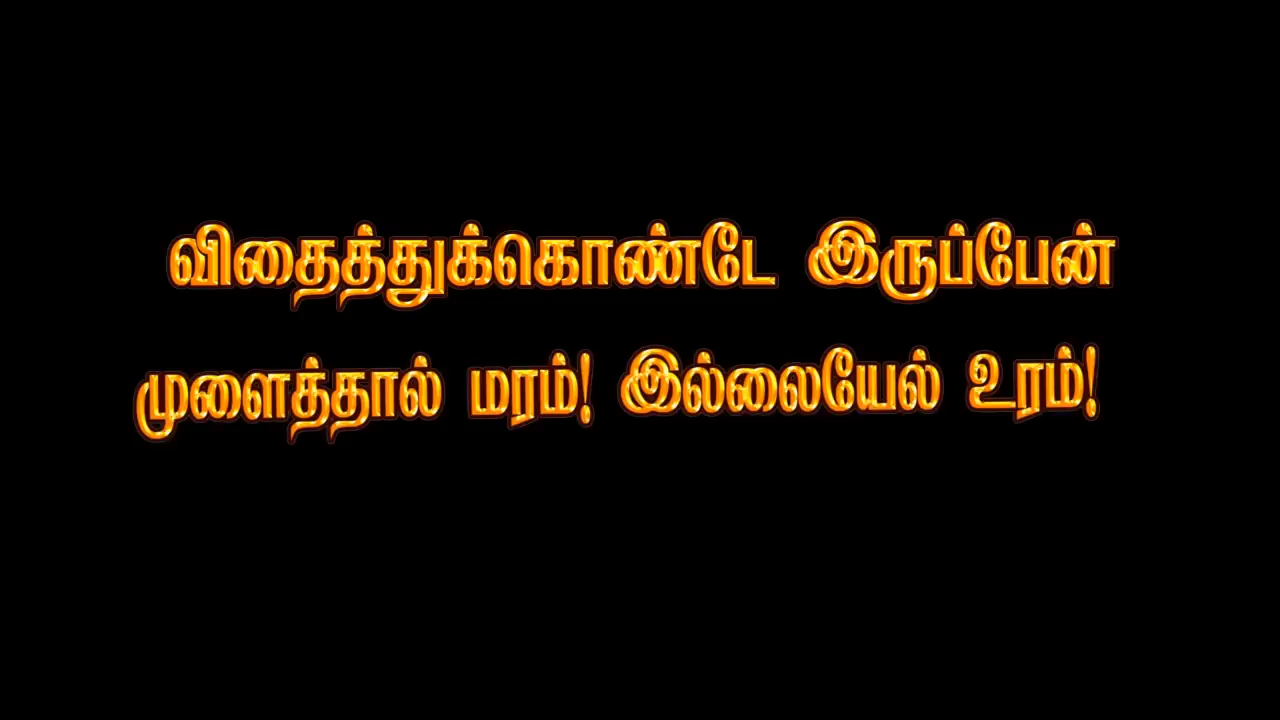 விதைத்துக்கொண்டே இருப்பேன்
முளைத்தால் மரம்! இல்லையேல் உரம்!